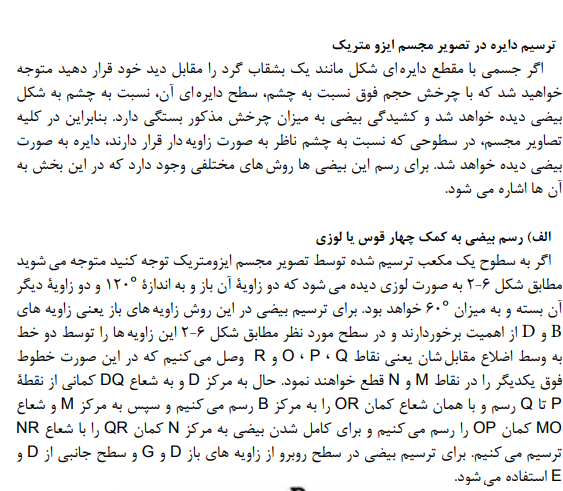 ترسیم دایره در تصویر مجسم ایزو متریک
اگر جسمی با مقطع دایره‌ای شکل مانند یک بشقاب گرد را مقابل دید خود قرار دهید متوجه
خواهید شد که با چرخش حجم فوق نسبت به چشم، سطح دایره‌ای آن، نسبت به چشم به شکل
بیضی دیده خواهد شد و کشیدگی بیضی به میزان چرخش مذکور بستگی دارد. بنابراین در کلیه
تصاویر مجسم، در سطوحی که نسبت به چشم ناظر به صورت زاویه‌دار قرار دارند، دایره به صورت
بیضی دیده خواهد شد. برای رسم این بیضی ها روش‌های مختلفی وجود دارد که در این بخش به
آن ها اشاره می شود.
الف) رسم بیضی به کمک چهار قوس یا لوزی
اگر به سطوح یک مکعب ترسیم شده توسط تصویر مجسم ایزومتریک توجه کنید متوجه می شوید
مطابق شکل ۶-۲ به صورت لوزی دیده می شود که دو زاویۀ آن باز و به اندازۀ ۱۲۰° و دو زاویۀ دیگر
آن بسته و به میزان ۶۰° خواهد بود. برای ترسیم بیضی در این روش زاویه‌های باز یعنی زاویه های
B و D از اهمیت برخوردارند و در سطح مورد نظر مطابق شکل ۶-۲ این زاویه ها را توسط دو خط
به وسط اضلاع مقابل‌شان یعنی نقاط O ، P ، Q و R وصل می‌کنیم که در این صورت خطوط
فوق یکدیگر را در نقاط M و N قطع خواهند نمود. حال به مرکز D و به شعاع DQ کمانی از نقطۀ
P تا Q رسم و با همان شعاع کمان OR را به مرکز B رسم می‌کنیم و سپس به مرکز M و شعاع
MO کمان OP را رسم می‌کنیم و برای کامل شدن بیضی به مرکز N کمان QR را با شعاع NR
ترسیم می کنیم. برای ترسیم بیضی در سطح روبرو از زاویه های باز D و G و سطح جانبی از D و
E استفاده می‌شود.